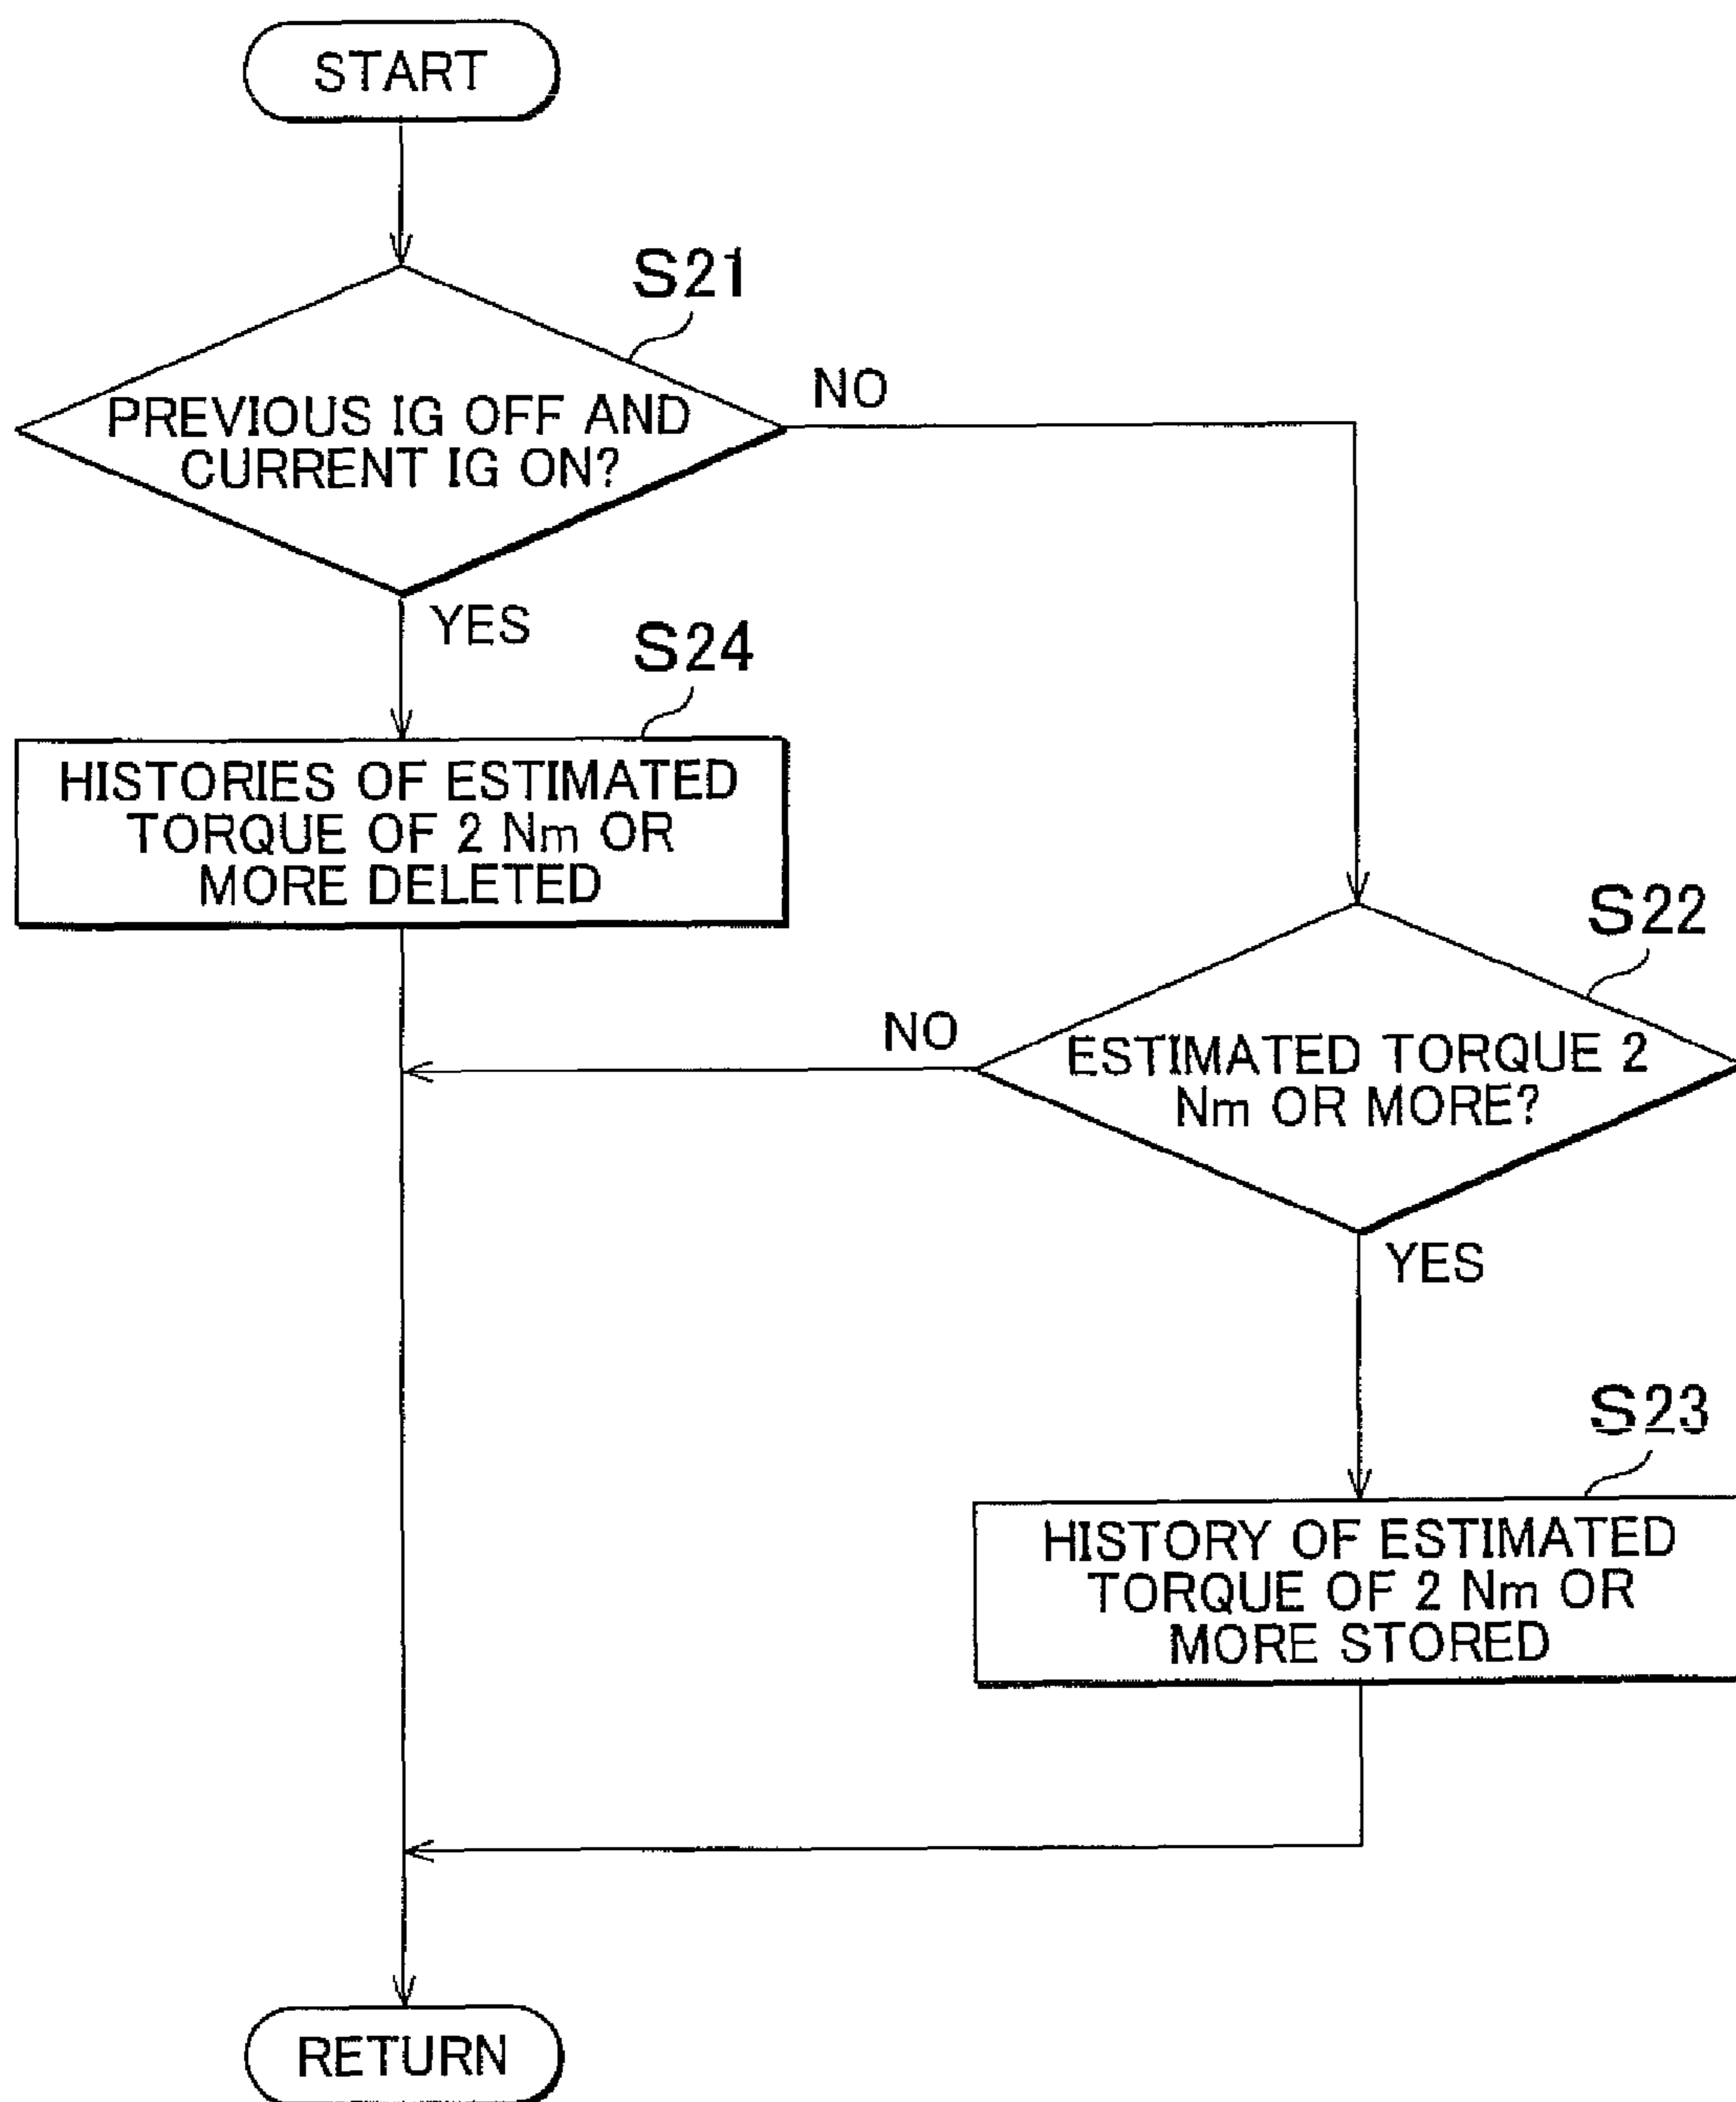 START
S21
PREVIOUS IG OFF AND
CURRENT IG ON?
NO
YES
S24
HISTORIES OF ESTIMATED
TORQUE OF 2 Nm OR
MORE DELETED
S22
NO
ESTIMATED TORQUE 2
Nm OR MORE?
YES
S23
HISTORY OF ESTIMATED
TORQUE OF 2 Nm OR
MORE STORED
RETURN